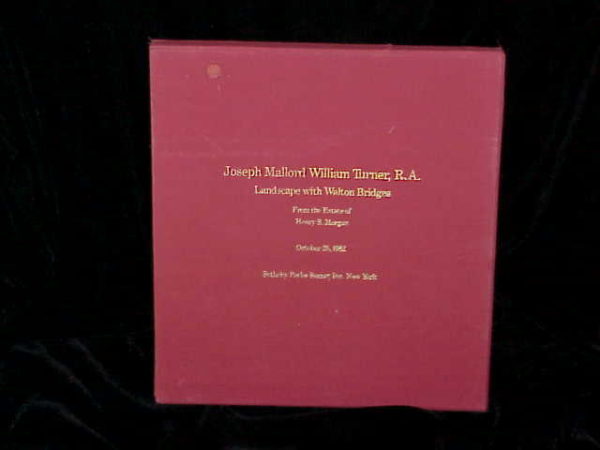 Joseph Mallord William Turner, R.A.
Landscape with Walton Bridges
From the Estate of
Henry S. Morgan
October 25, 1982
Sotheby Parke Bernet Inc. New York